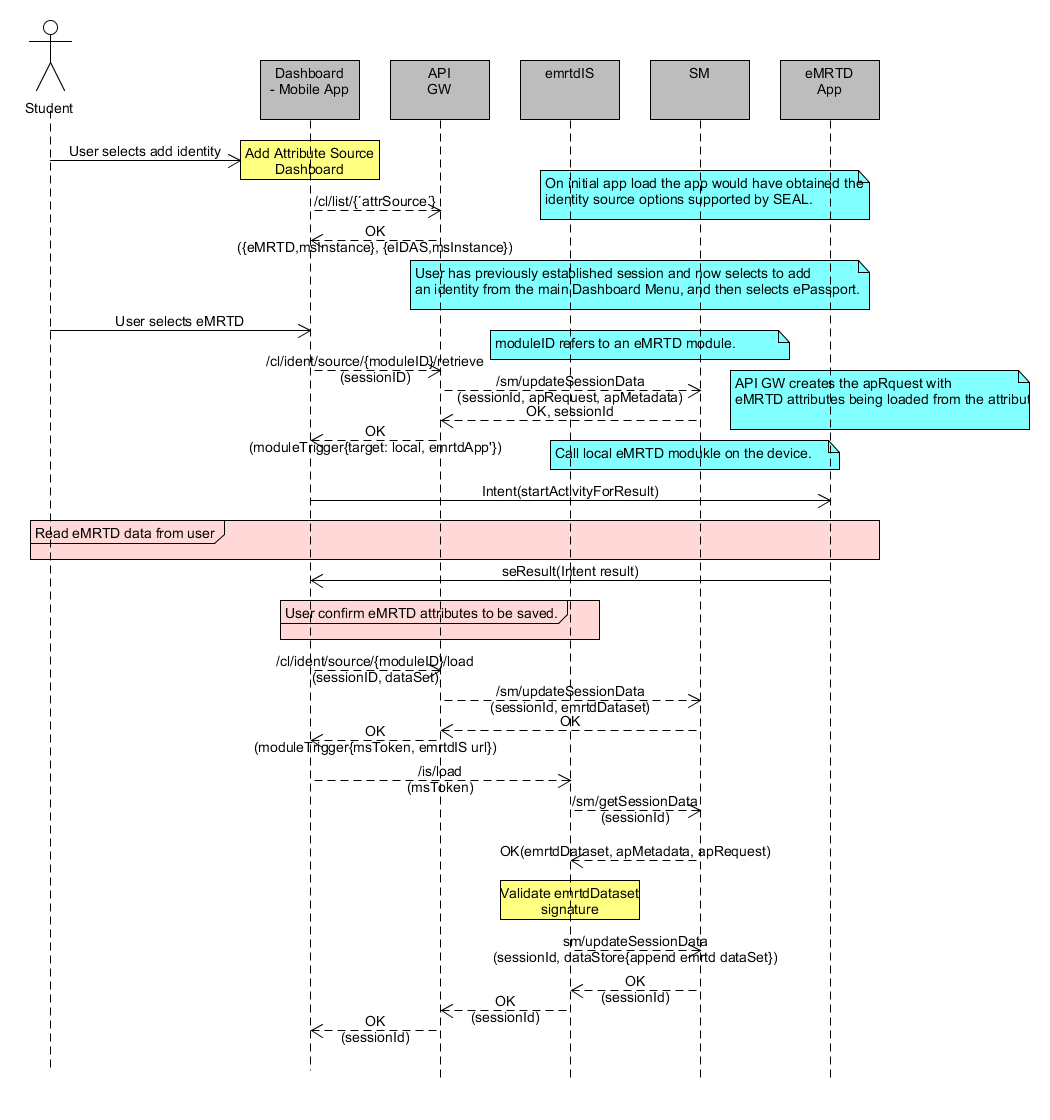 Student
Dashboard
- Mobile App
API
GW
emrtdIS
SM
eMRTD
App
User selects add identity
Add Attribute Source
Dashboard
On initial app load the app would have obtained the
identity source options supported by SEAL.
/cl/list/{´attrSource´}
OK
({eMRTD,msInstance}, {eIDAS,msInstance})
User has previously established session and now selects to add
an identity from the main Dashboard Menu, and then selects ePassport.
User selects eMRTD
moduleID refers to an eMRTD module.
/cl/ident/source/{moduleID}/retrieve
(sessionID)
/sm/updateSessionData
(sessionId, apRequest, apMetadata)
API GW creates the apRquest with
eMRTD attributes being loaded from the attribut
OK, sessionId
OK
(moduleTrigger{target: local, emrtdApp'})
Call local eMRTD modukle on the device.
Intent(startActivityForResult)
Read eMRTD data from user
seResult(Intent result)
User confirm eMRTD attributes to be saved.
/cl/ident/source/{moduleID}/load
(sessionID, dataSet)
/sm/updateSessionData
(sessionId, emrtdDataset)
OK
OK
(moduleTrigger{msToken, emrtdIS url})
/is/load
(msToken)
/sm/getSessionData
(sessionId)
OK(emrtdDataset, apMetadata, apRequest)
Validate emrtdDataset
signature
sm/updateSessionData
(sessionId, dataStore{append emrtd dataSet})
OK
(sessionId)
OK
(sessionId)
OK
(sessionId)